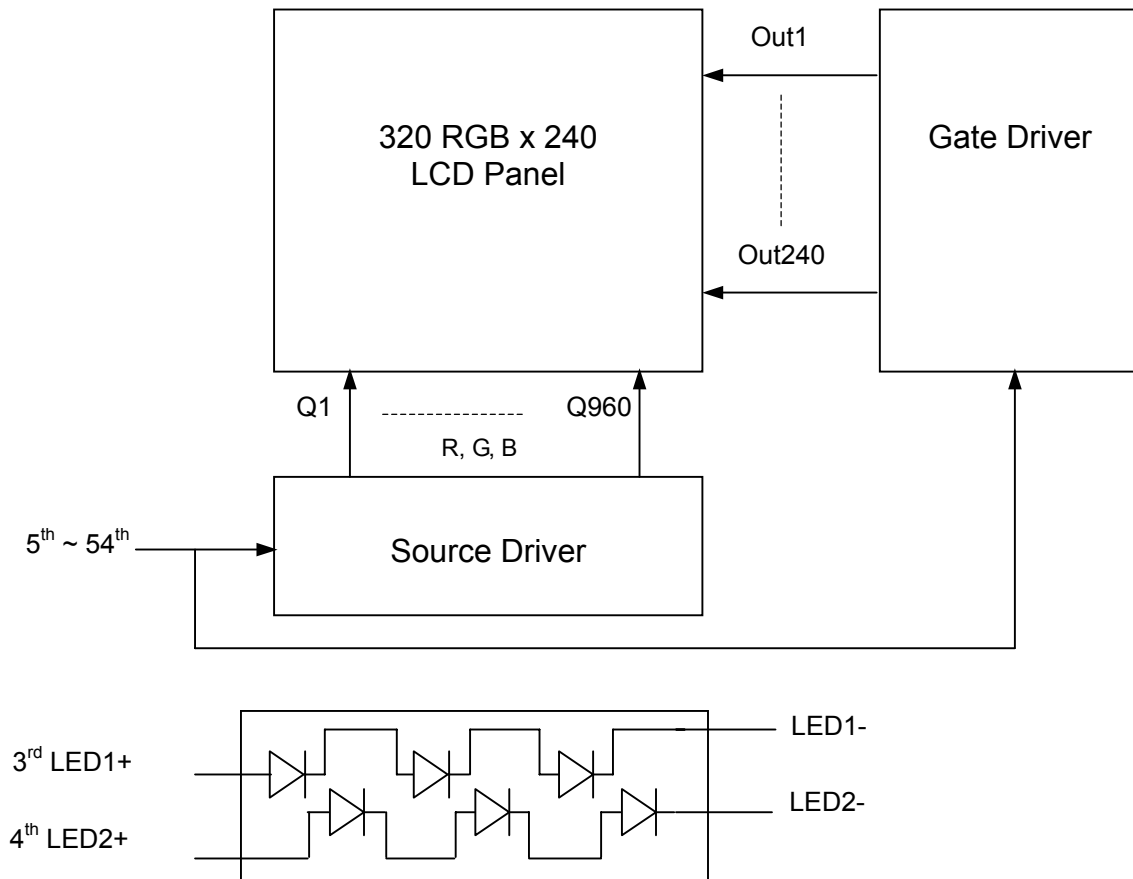 Out1
320 RGB x 240
LCD Panel
Gate Driver
Out240
Q1
Q960
R, G, B
5th ~ 54th
Source Driver
LED1-
3rd LED1+
LED2-
4th LED2+